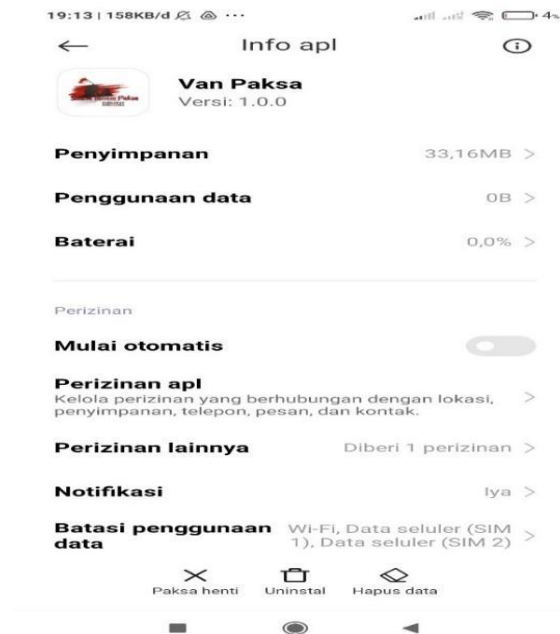 19:13 | 158KB/d
4%
Info apl
Van Paksa
Versi: 1.0.0
Penyimpanan 33,16MB
Penggunaan data 0B
Baterai 0,0%
Perizinan
Mulai otomatis
Perizinan apl
Kelola perizinan yang berhubungan dengan lokasi,
penyimpanan, telepon, pesan, dan kontak.
Perizinan lainnya Diberi 1 perizinan
Notifikasi Iya
Batasi penggunaan data Wi-Fi, Data seluler (SIM
1), Data seluler (SIM 2)
Paksa henti Uninstal Hapus data